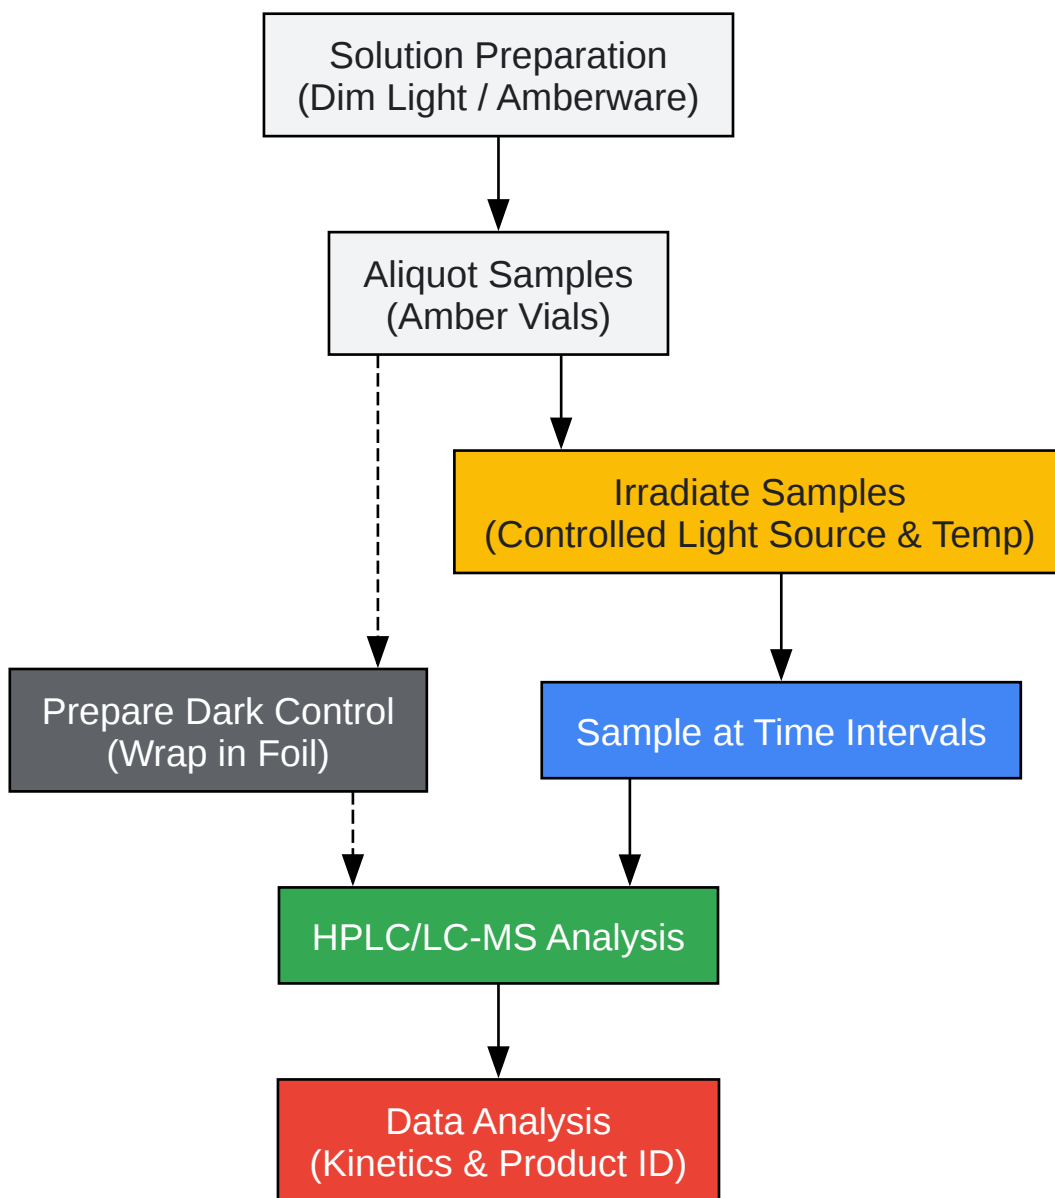 Solution Preparation
(Dim Light / Amberware)
Aliquot Samples
(Amber Vials)
Irradiate Samples
(Controlled Light Source & Temp)
Prepare Dark Control
(Wrap in Foil)
Sample at Time Intervals
HPLC/LC-MS Analysis
Data Analysis
(Kinetics & Product ID)